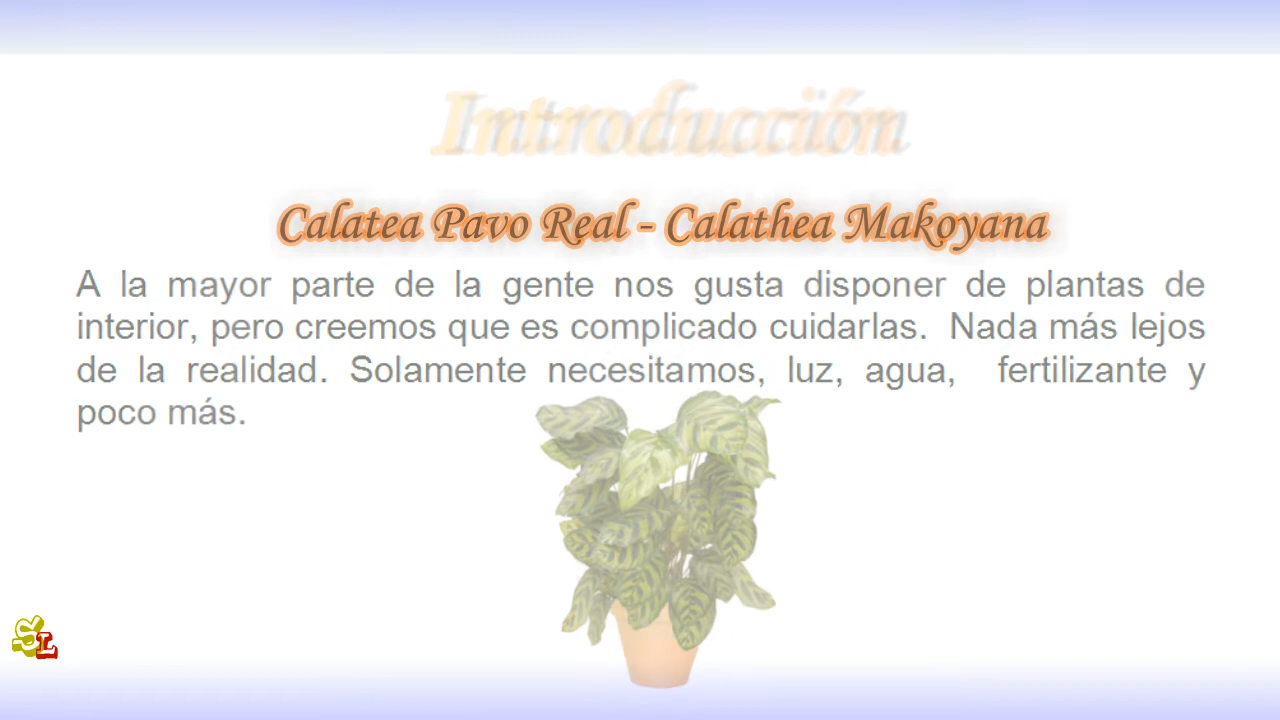 Introducción
Calatea Pavo Real - Calathea Makoyana
A la mayor parte de la gente nos gusta disponer de plantas de
interior, pero creemos que es complicado cuidarlas. Nada más lejos
de la realidad. Solamente necesitamos, luz, agua, fertilizante y
poco más.
SL